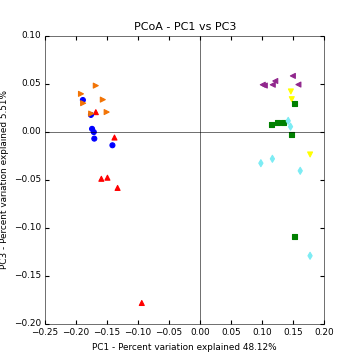 PCoA - PC1 vs PC3
0.10
0.05
0.00
−0.05
−0.10
−0.15
−0.20
PC3 - Percent variation explained 5.51%
−0.25 −0.20 −0.15 −0.10 −0.05 0.00 0.05 0.10 0.15 0.20
PC1 - Percent variation explained 48.12%